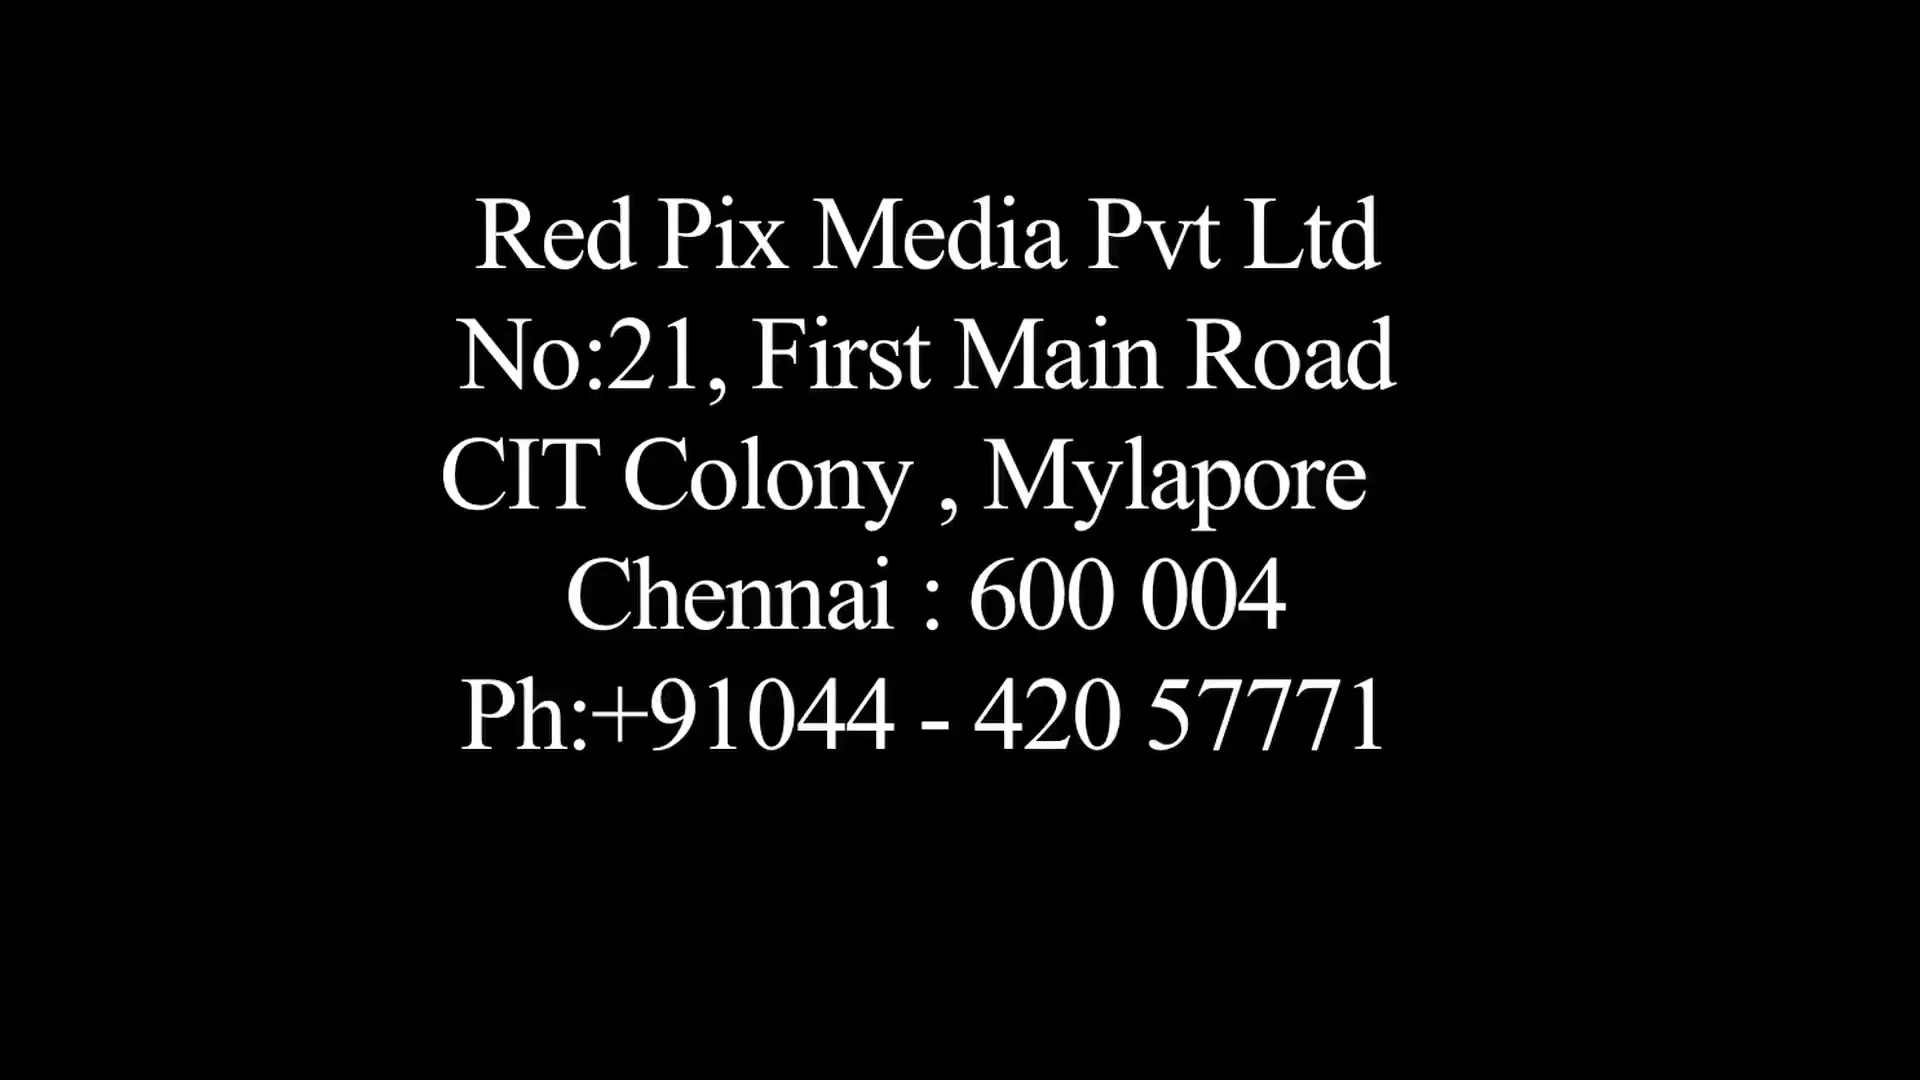 Red Pix Media Pvt Ltd
No:21, First Main Road
CIT Colony , Mylapore
Chennai : 600 004
Ph:+91044 - 420 57771